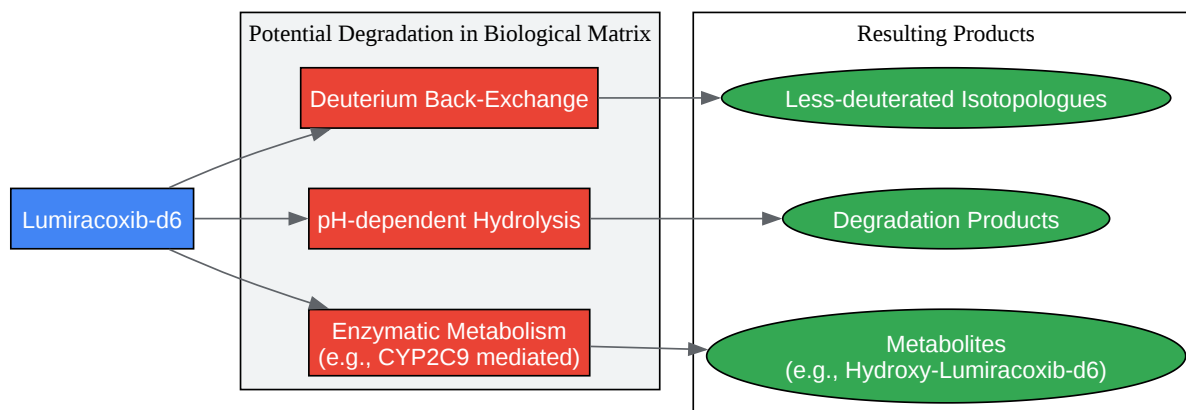 Potential Degradation in Biological Matrix
Resulting Products
Deuterium Back-Exchange
Less-deuterated Isotopologues
Lumiracoxib-d6
pH-dependent Hydrolysis
Degradation Products
Enzymatic Metabolism
(e.g., CYP2C9 mediated)
Metabolites
(e.g., Hydroxy-Lumiracoxib-d6)